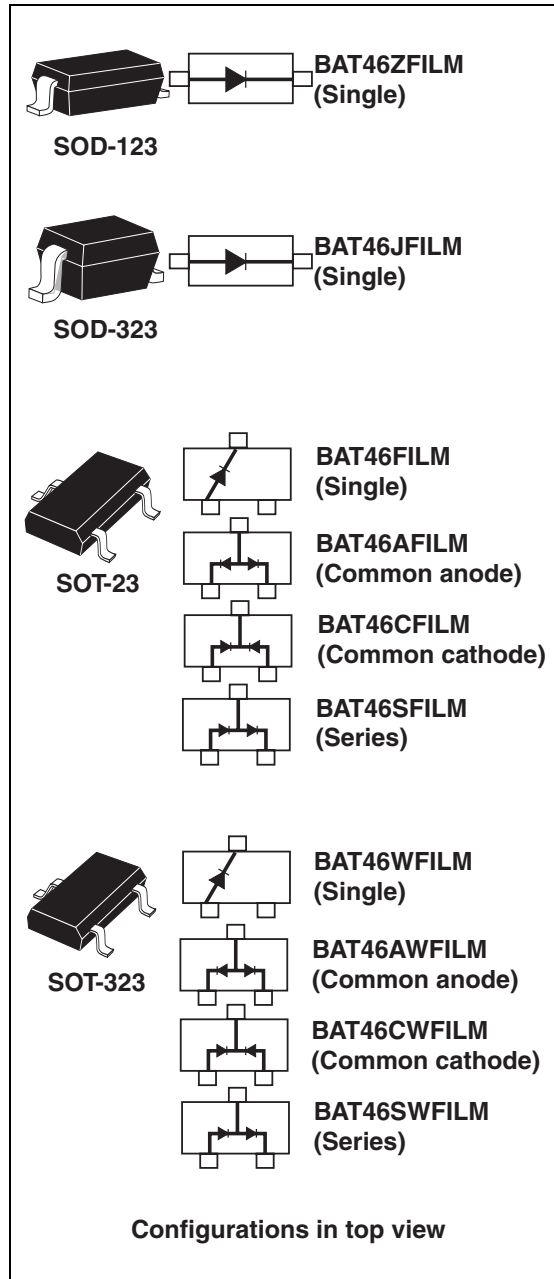 BAT46ZFILM
(Single)
SOD-123
BAT46JFILM
(Single)
SOD-323
BAT46FILM
(Single)
SOT-23
BAT46AFILM
(Common anode)
BAT46CFILM
(Common cathode)
BAT46SFILM
(Series)
BAT46WFILM
(Single)
SOT-323
BAT46AWFILM
(Common anode)
BAT46CWFILM
(Common cathode)
BAT46SWFILM
(Series)
Configurations in top view